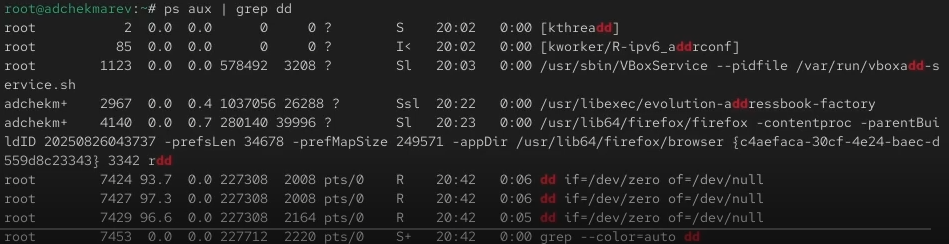 root@adchekmarev:~# ps aux | grep dd
root           2  0.0  0.0      0     0 ?        S    20:02   0:00 [kthreadd]
root          85  0.0  0.0      0     0 ?        I<   20:02   0:00 [kworker/R-ipv6_addrconf]
root        1123  0.0  0.0 578492  3208 ?        Sl   20:03   0:00 /usr/sbin/VBoxService --pidfile /var/run/vboxadd-s
ervice.sh
adchekm+    2967  0.0  0.4 1037056 26288 ?       Ssl  20:22   0:00 /usr/libexec/evolution-addressbook-factory
adchekm+    4140  0.0  0.7 280140 39996 ?        Sl   20:23   0:00 /usr/lib64/firefox/firefox -contentproc -parentBui
ldID 20250826043737 -prefsLen 34678 -prefMapSize 249571 -appDir /usr/lib64/firefox/browser {c4aefaca-30cf-4e24-baec-d
559d8c23343} 3342 rdd
root        7424 93.7  0.0 227308  2008 pts/0    R    20:42   0:06 dd if=/dev/zero of=/dev/null
root        7427 97.3  0.0 227308  2008 pts/0    R    20:42   0:06 dd if=/dev/zero of=/dev/null
root        7429 96.6  0.0 227308  2164 pts/0    R    20:42   0:05 dd if=/dev/zero of=/dev/null
root        7453  0.0  0.0 227712  2220 pts/0    S+   20:42   0:00 grep --color=auto dd